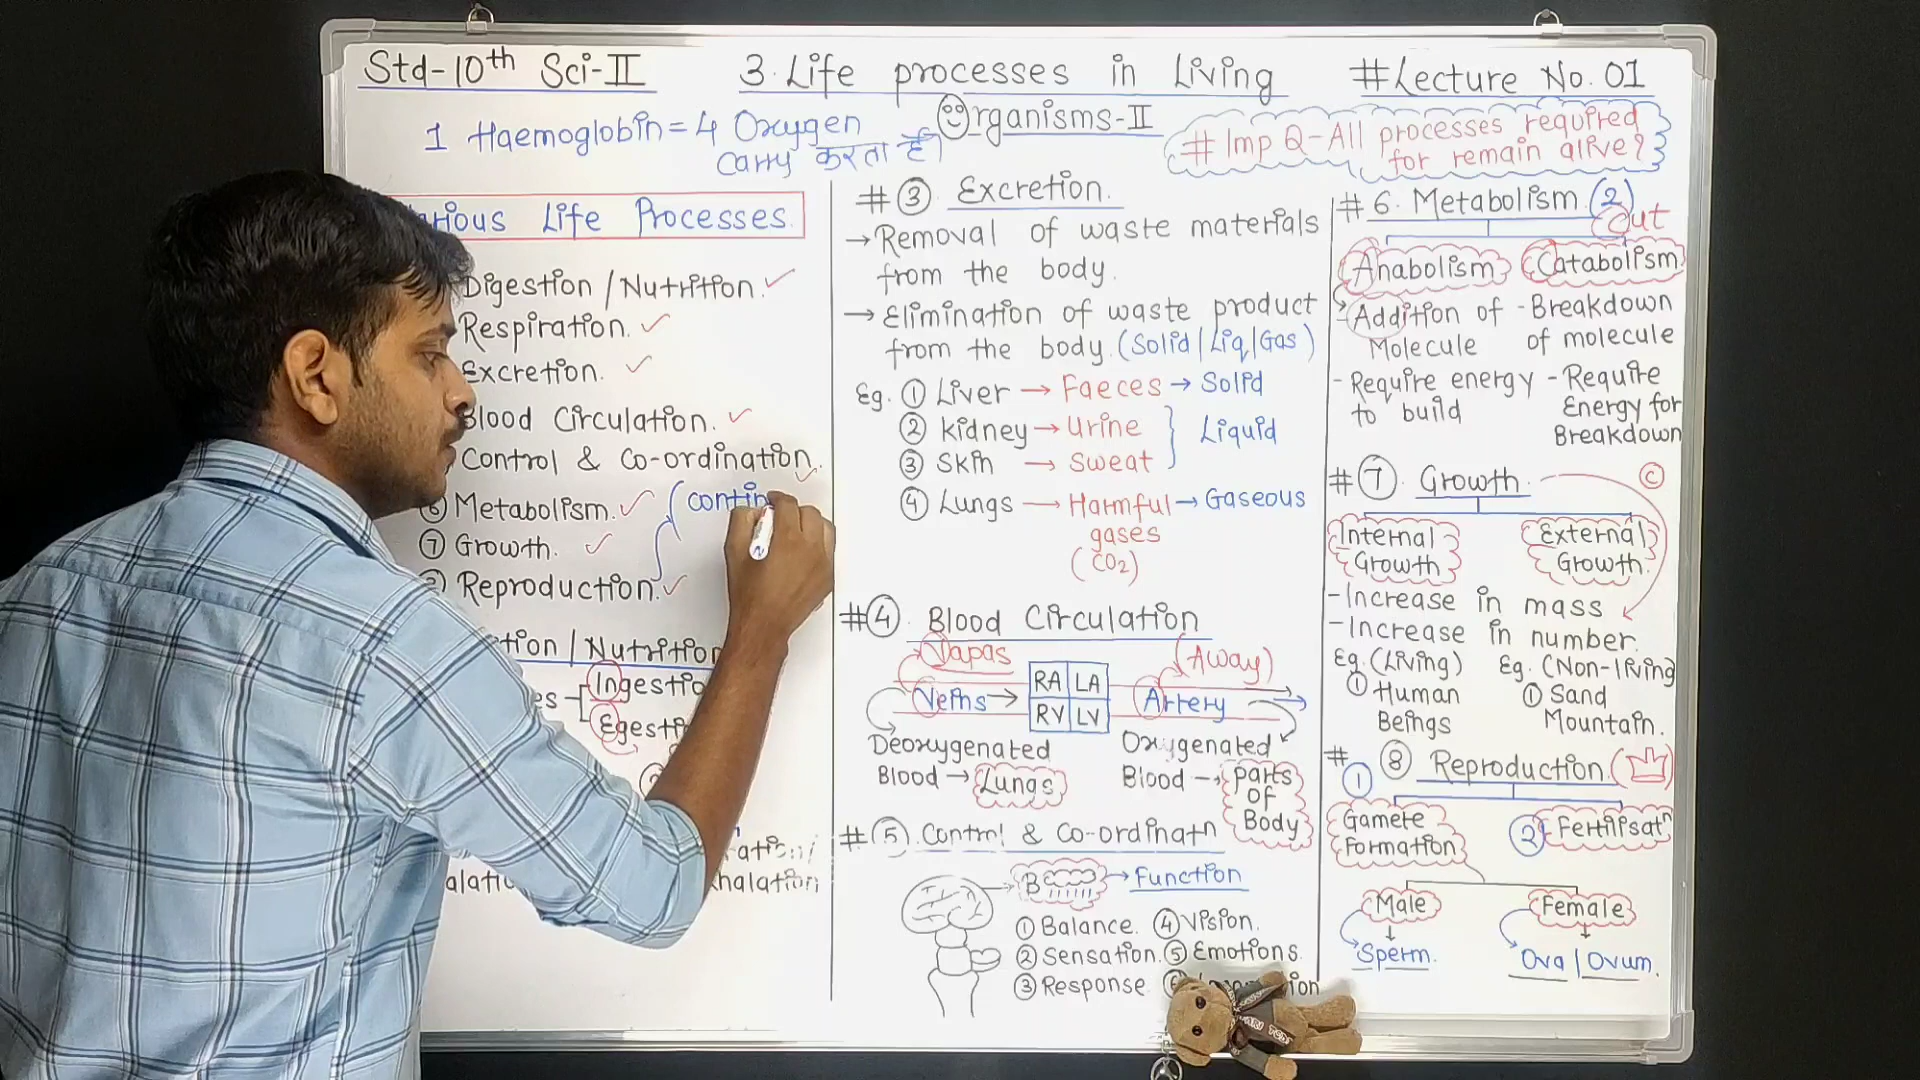 Std-10th Sci-II
3. Life processes in Living
Organisms-II
#Lecture No. 01
1 Haemoglobin = 4 Oxygen
Carry करता है।
# Imp Q-All processes required
for remain alive?
Life Processes.
Digestion / Nutrition.
Respiration.
Excretion.
Blood Circulation.
Control & Co-ordination.
Metabolism.
(contin
⑦ Growth.
Reproduction.
/ Nutrition
Ingestio
Egesti
# ③ Excretion.
→ Removal of waste materials
from the body.
→ Elimination of waste product
from the body. (Solid | Liq | Gas)
Eg. ① Liver → Faeces → Solid
② kidney → Urine
③ Skin → Sweat
Liquid
④ Lungs → Harmful → Gaseous
gases
(CO2)
#④. Blood Circulation
Vapas
(Away)
Veins →
RA LA
RV LV
Artery
Deoxygenated
Blood → Lungs
Oxygenated
Blood → parts
OF
Body
# ⑤. Control & Co-ordinatn
B → Function
① Balance. ④ Vision.
② Sensation. ⑤ Emotions.
③ Response
# 6. Metabolism (2)
Out
Anabolism
Catabolism
- Addition of
Molecule
- Require energy
to build
- Breakdown
of molecule
- Require
Energy for
Breakdown
# ⑦ Growth.
C
Internal
Growth
External
Growth.
- Increase in mass
- Increase in number.
Eg. (Living)
① Human
Beings
Eg. (Non-living)
① Sand
Mountain.
# ⑧ Reproduction.
① Gamete
Formation
② Fertilisatn
Male
Sperm.
Female
Ova | Ovum.